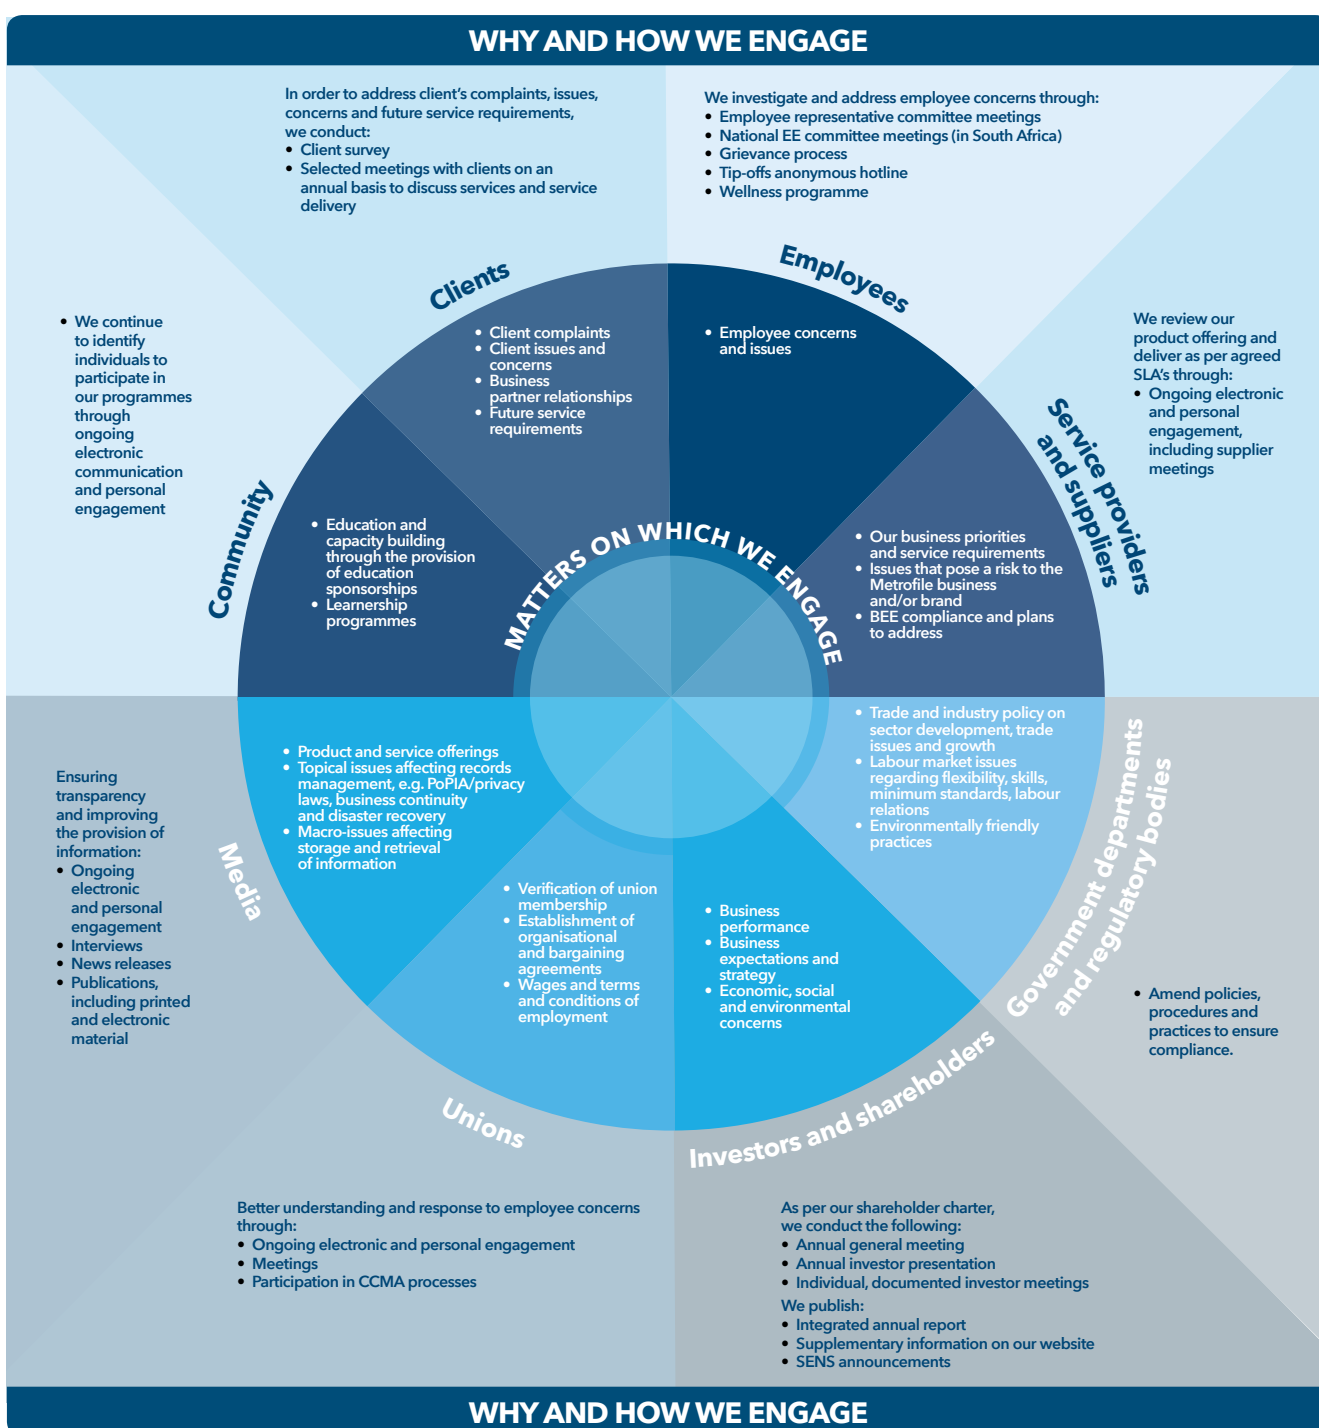 WHY AND HOW WE ENGAGE
In order to address client's complaints, issues,
concerns and future service requirements,
we conduct:
• Client survey
• Selected meetings with clients on an
annual basis to discuss services and service
delivery
We investigate and address employee concerns through:
• Employee representative committee meetings
• National EE committee meetings (in South Africa)
• Grievance process
• Tip-offs anonymous hotline
• Wellness programme
Clients
Employees
• We continue
to identify
individuals to
participate in
our programmes
through
ongoing
electronic
communication
and personal
engagement
• Client complaints
• Client issues and
concerns
• Business
partner relationships
• Future service
requirements
• Employee concerns
and issues
We review our
product offering and
deliver as per agreed
SLA's through:
• Ongoing electronic
and personal
engagement,
including supplier
meetings
Community
Service providers
and suppliers
• Education and
capacity building
through the provision
of education
sponsorships
• Learnership
programmes
MATTERS ON WHICH WE ENGAGE
• Our business priorities
and service requirements
• Issues that pose a risk to the
Metrofile business
and/or brand
• BEE compliance and plans
to address
Ensuring
transparency
and improving
the provision of
information:
• Ongoing
electronic
and personal
engagement
• Interviews
• News releases
• Publications,
including printed
and electronic
material
Media
• Product and service offerings
• Topical issues affecting records
management, e.g. PoPIA/privacy
laws, business continuity
and disaster recovery
• Macro-issues affecting
storage and retrieval
of information
• Trade and industry policy on
sector development, trade
issues and growth
• Labour market issues
regarding flexibility, skills,
minimum standards, labour
relations
• Environmentally friendly
practices
Government departments
and regulatory bodies
• Verification of union
membership
• Establishment of
organisational
and bargaining
agreements
• Wages and terms
and conditions of
employment
• Business
performance
• Business
expectations and
strategy
• Economic, social
and environmental
concerns
• Amend policies,
procedures and
practices to ensure
compliance.
Unions
Investors and shareholders
Better understanding and response to employee concerns
through:
• Ongoing electronic and personal engagement
• Meetings
• Participation in CCMA processes
As per our shareholder charter,
we conduct the following:
• Annual general meeting
• Annual investor presentation
• Individual, documented investor meetings
We publish:
• Integrated annual report
• Supplementary information on our website
• SENS announcements
WHY AND HOW WE ENGAGE